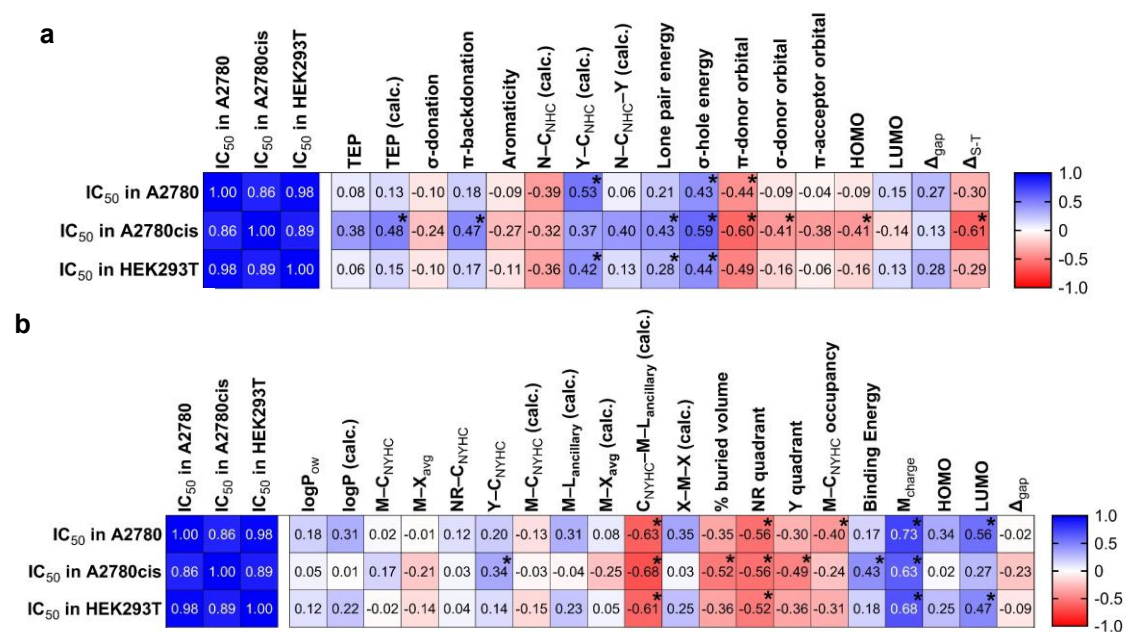 a
IC50 in A2780
IC50 in A2780cis
IC50 in HEK293T
TEP
TEP (calc.)
σ-donation
π-backdonation
Aromaticity
N–CNHC (calc.)
Y–CNHC (calc.)
N–CNHC–Y (calc.)
Lone pair energy
σ-hole energy
π-donor orbital
σ-donor orbital
π-acceptor orbital
HOMO
LUMO
Δgap
ΔS-T
IC50 in A2780 1.00 0.86 0.98 0.08 0.13 -0.10 0.18 -0.09 -0.39 0.53* 0.06 0.21 0.43* -0.44* -0.09 -0.04 -0.09 0.15 0.27 -0.30
IC50 in A2780cis 0.86 1.00 0.89 0.38 0.48* -0.24 0.47* -0.27 -0.32 0.37 0.40 0.43* 0.59* -0.60* -0.41* -0.38 -0.41* -0.14 0.13 -0.61*
IC50 in HEK293T 0.98 0.89 1.00 0.06 0.15 -0.10 0.17 -0.11 -0.36 0.42* 0.13 0.28* 0.44* -0.49 -0.16 -0.06 -0.16 0.13 0.28 -0.29
1.0
0.5
0
-0.5
-1.0
b
IC50 in A2780
IC50 in A2780cis
IC50 in HEK293T
logPow
logP (calc.)
M–CNYHC
M–Xavg
NR–CNYHC
Y–CNYHC
M–CNYHC (calc.)
M–Lancillary (calc.)
M–Xavg (calc.)
CNYHC–M–Lancillary (calc.)
X–M–X (calc.)
% buried volume
NR quadrant
Y quadrant
M–CNYHC occupancy
Binding Energy
Mcharge
HOMO
LUMO
Δgap
IC50 in A2780 1.00 0.86 0.98 0.18 0.31 0.02 -0.01 0.12 0.20 -0.13 0.31 0.08 -0.63* 0.35 -0.35 -0.56* -0.30 -0.40* 0.17 0.73* 0.34 0.56* -0.02
IC50 in A2780cis 0.86 1.00 0.89 0.05 0.01 0.17 -0.21 0.03 0.34* -0.03 -0.04 -0.25 -0.68* 0.03 -0.52* -0.56* -0.49* -0.24 0.43* 0.63* 0.02 0.27 -0.23
IC50 in HEK293T 0.98 0.89 1.00 0.12 0.22 -0.02 -0.14 0.04 0.14 -0.15 0.23 0.05 -0.61* 0.25 -0.36 -0.52* -0.36 -0.31 0.18 0.68* 0.25 0.47* -0.09
1.0
0.5
0
-0.5
-1.0